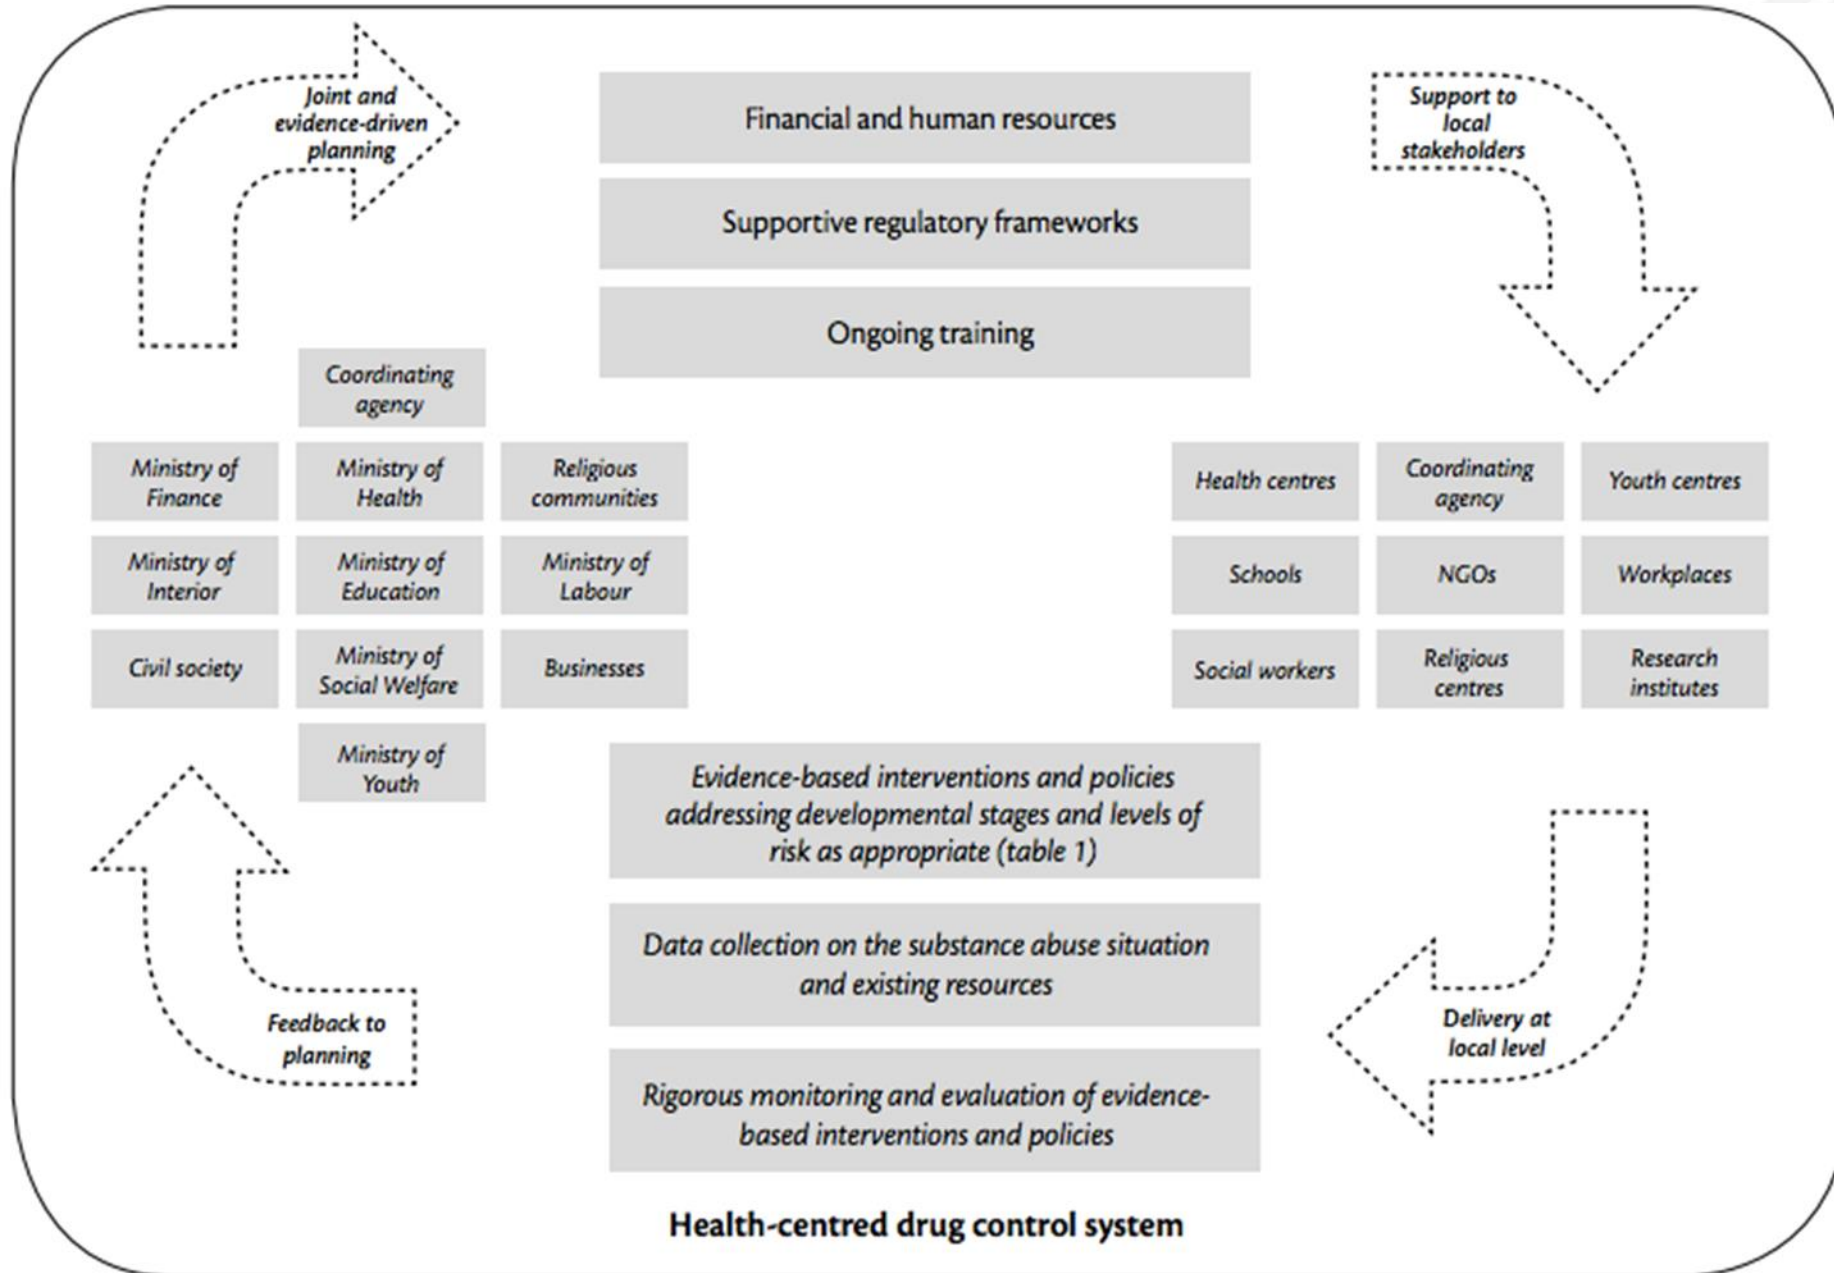 Joint and
evidence-driven
planning
Financial and human resources
Supportive regulatory frameworks
Ongoing training
Support to
local
stakeholders
Coordinating
agency
Ministry of
Finance
Ministry of
Health
Religious
communities
Ministry of
Interior
Ministry of
Education
Ministry of
Labour
Civil society
Ministry of
Social Welfare
Businesses
Ministry of
Youth
Health centres
Coordinating
agency
Youth centres
Schools
NGOs
Workplaces
Social workers
Religious
centres
Research
institutes
Evidence-based interventions and policies
addressing developmental stages and levels of
risk as appropriate (table 1)
Data collection on the substance abuse situation
and existing resources
Rigorous monitoring and evaluation of evidence-
based interventions and policies
Delivery at
local level
Feedback to
planning
Health-centred drug control system